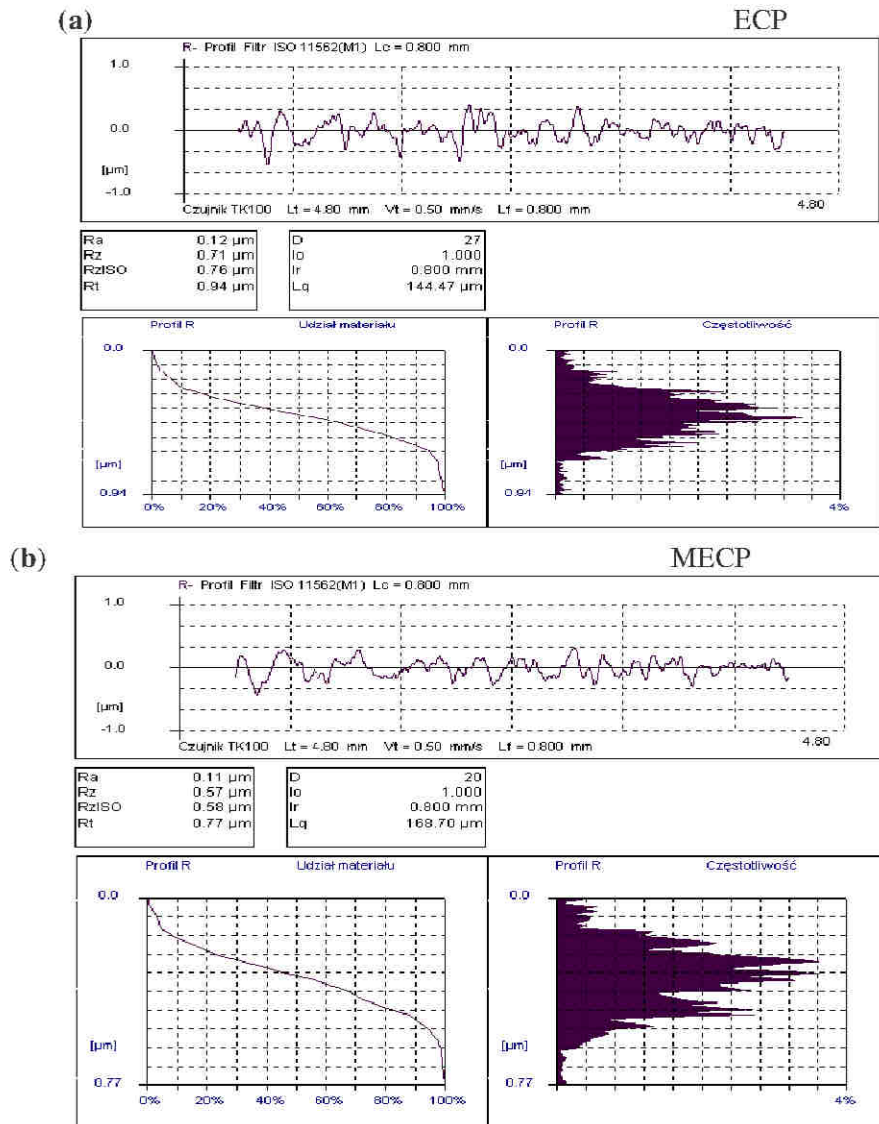 (a) ECP
R- Profil Filtr ISO 11562(M1) Lc = 0.800 mm
1.0
0.0
[µm]
-1.0
4.80
Czujnik TK100 Lt = 4.80 mm Vt = 0.50 mm/s Lf = 0.800 mm
Ra 0.12 µm D 27
Rz 0.71 µm Io 1.000
RzISO 0.76 µm Ir 0.800 mm
Rt 0.94 µm Lq 144.47 µm
Profil R Udział materiału Profil R Częstotliwość
0.0 0.0
[µm] [µm]
0.94 0.94
0% 20% 40% 60% 80% 100% 4%
(b) MECP
R- Profil Filtr ISO 11562(M1) Lc = 0.800 mm
1.0
0.0
[µm]
-1.0
4.80
Czujnik TK100 Lt = 4.80 mm Vt = 0.50 mm/s Lf = 0.800 mm
Ra 0.11 µm D 20
Rz 0.57 µm Io 1.000
RzISO 0.58 µm Ir 0.800 mm
Rt 0.77 µm Lq 168.70 µm
Profil R Udział materiału Profil R Częstotliwość
0.0 0.0
[µm] [µm]
0.77 0.77
0% 20% 40% 60% 80% 100% 4%